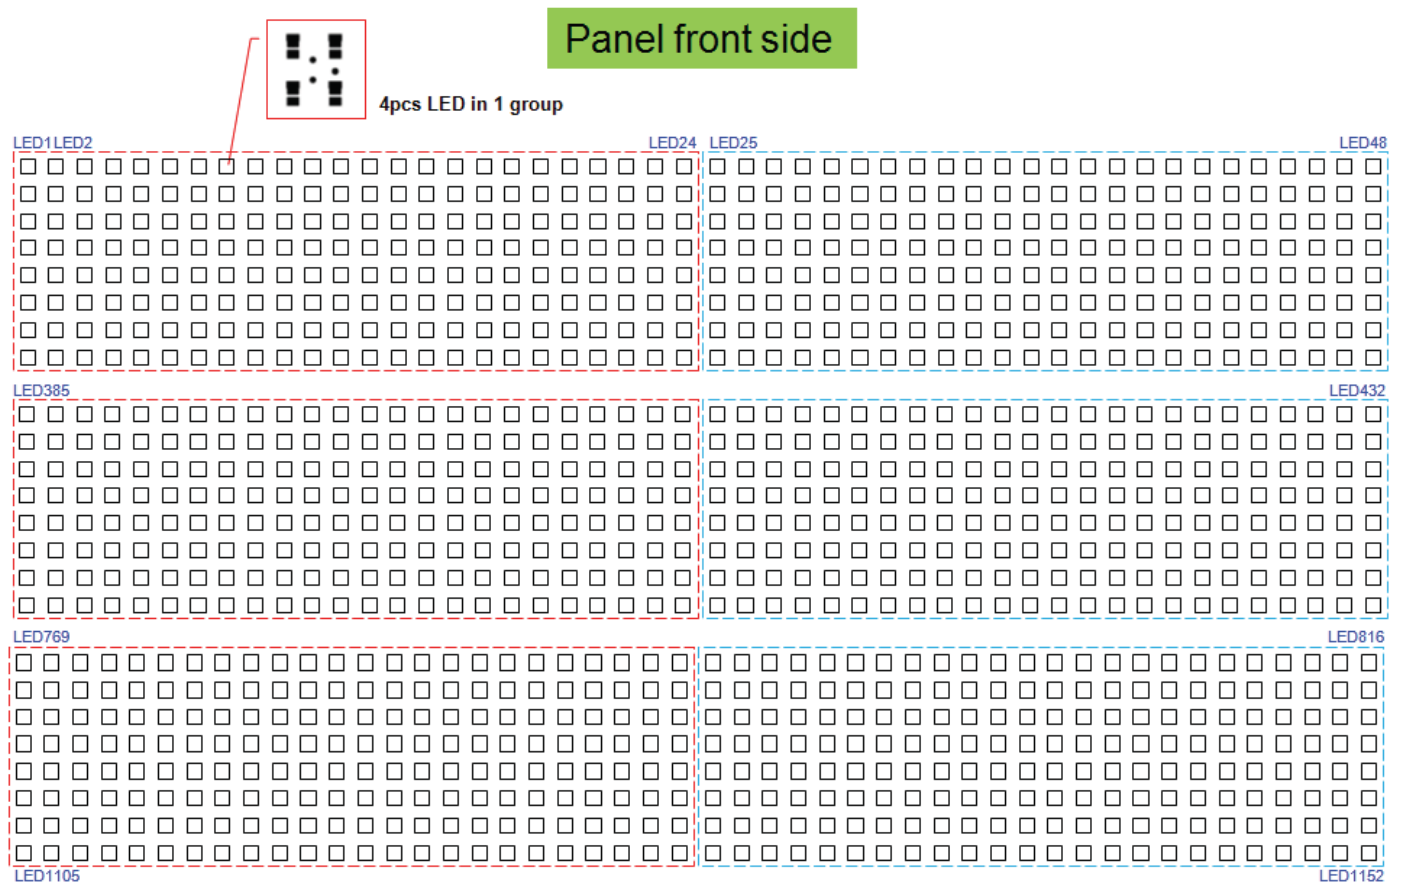 Panel front side
4pcs LED in 1 group
LED1 LED2 LED24 LED25 LED48
LED385 LED432
LED769 LED816
LED1105 LED1152